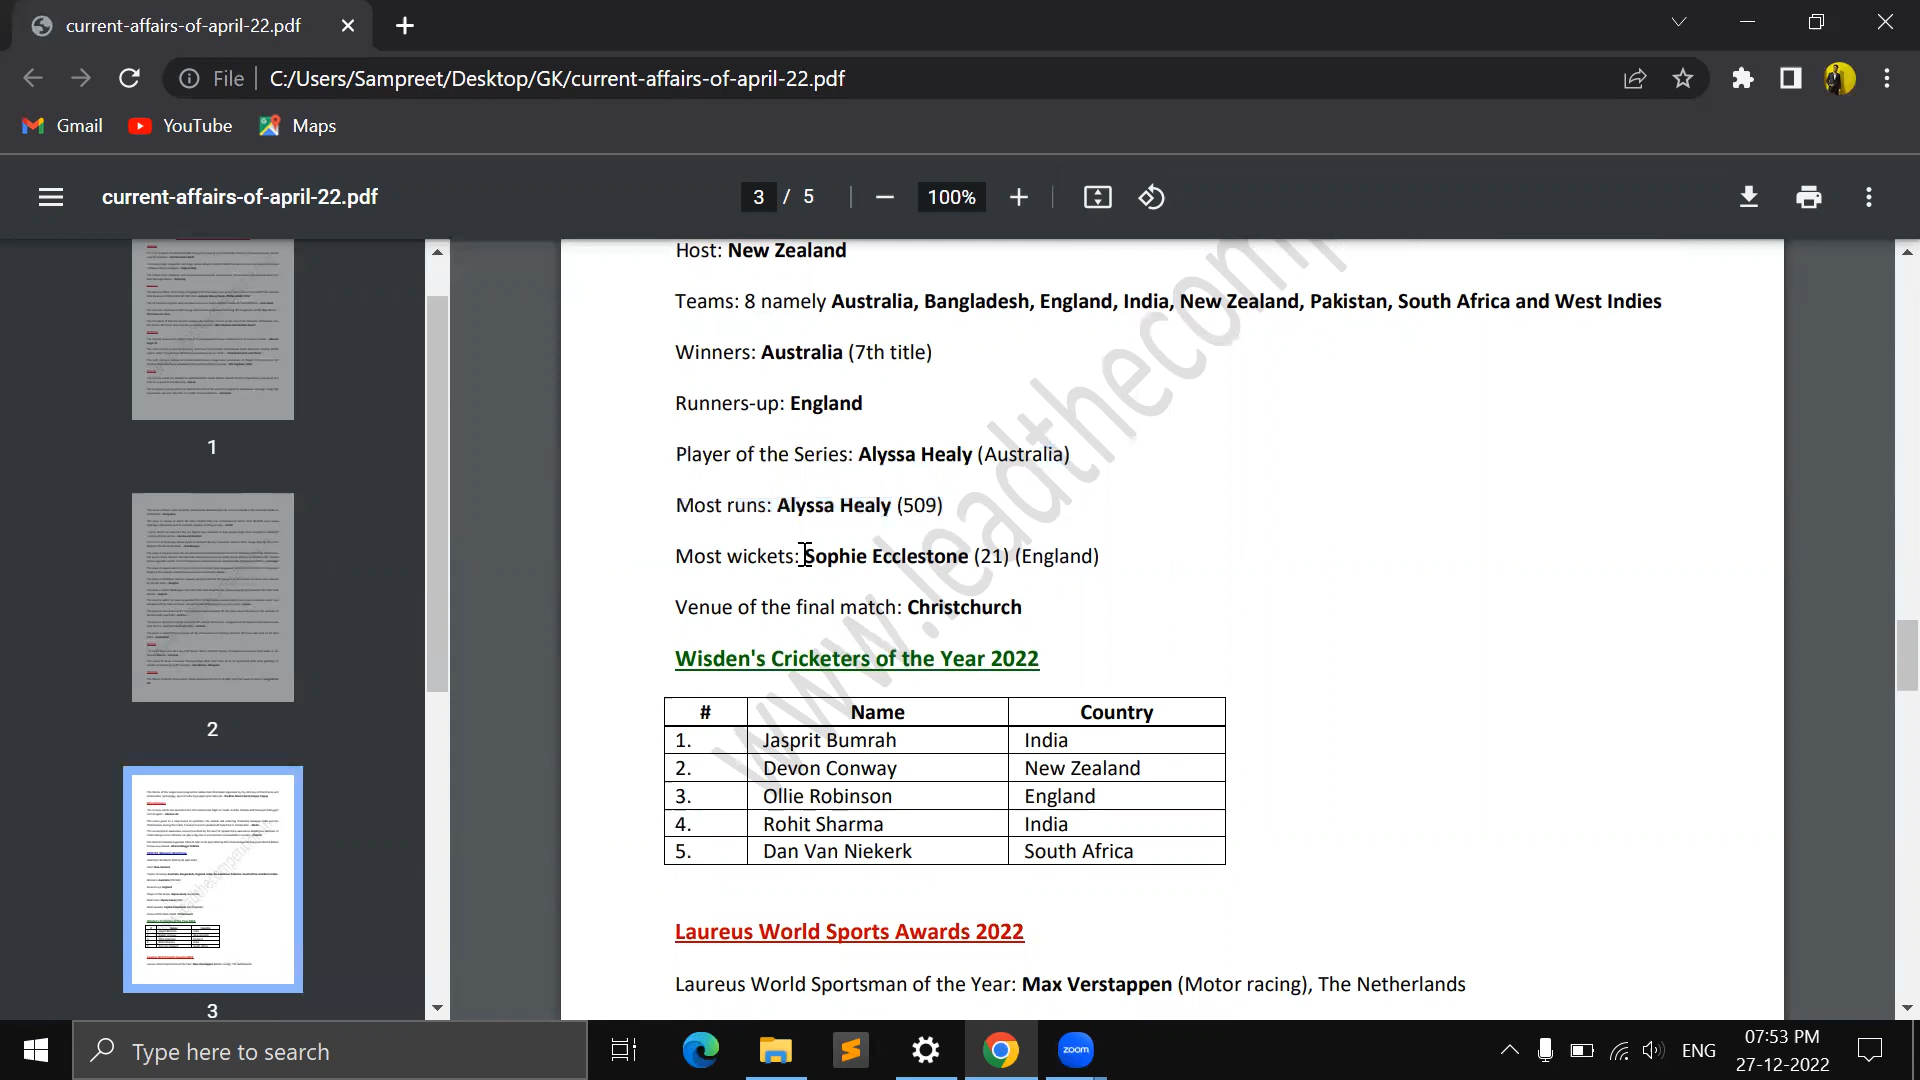 current-affairs-of-april-22.pdf
File C:/Users/Sampreet/Desktop/GK/current-affairs-of-april-22.pdf
Gmail YouTube Maps
current-affairs-of-april-22.pdf
3 / 5 100%
Host: New Zealand
Teams: 8 namely Australia, Bangladesh, England, India, New Zealand, Pakistan, South Africa and West Indies
Winners: Australia (7th title)
Runners-up: England
Player of the Series: Alyssa Healy (Australia)
Most runs: Alyssa Healy (509)
Most wickets: Sophie Ecclestone (21) (England)
Venue of the final match: Christchurch
Wisden's Cricketers of the Year 2022
# Name Country
1. Jasprit Bumrah India
2. Devon Conway New Zealand
3. Ollie Robinson England
4. Rohit Sharma India
5. Dan Van Niekerk South Africa
Laureus World Sports Awards 2022
Laureus World Sportsman of the Year: Max Verstappen (Motor racing), The Netherlands
www.leadthecomp
1
2
3
Type here to search
zoom
ENG
07:53 PM
27-12-2022